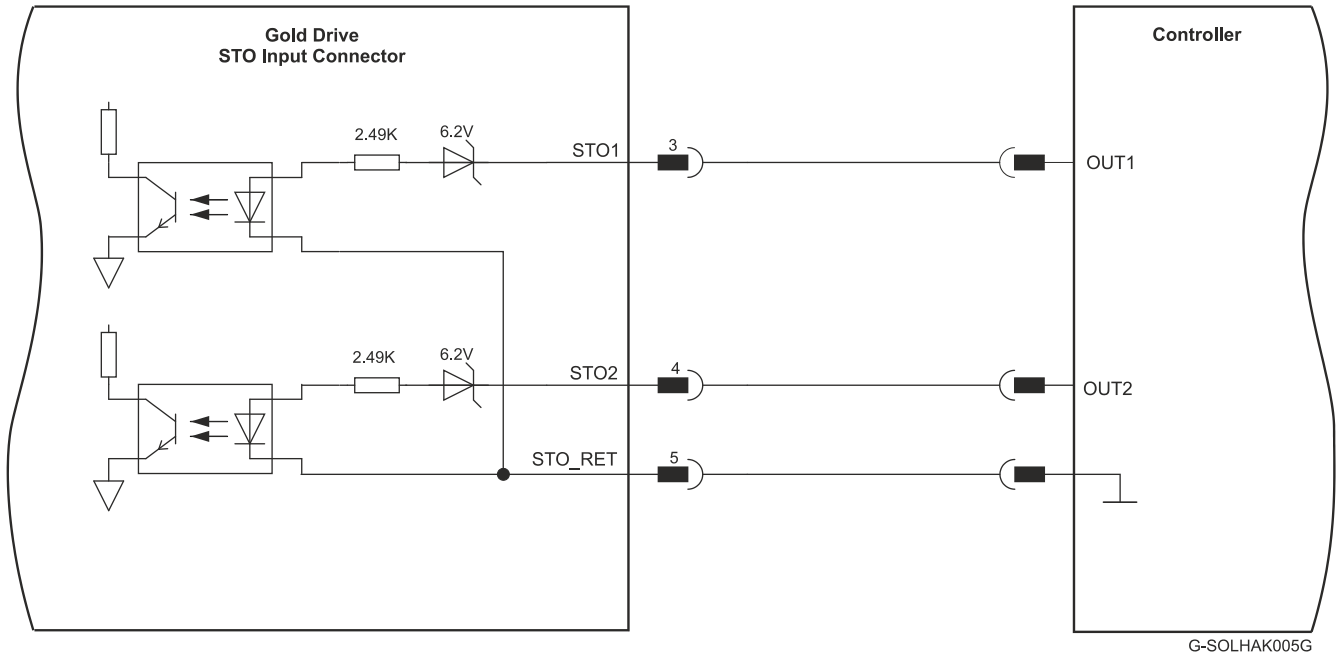 Gold Drive
STO Input Connector
Controller
2.49K
6.2V
STO1
3
OUT1
2.49K
6.2V
STO2
4
OUT2
STO_RET
5
G-SOLHAK005G